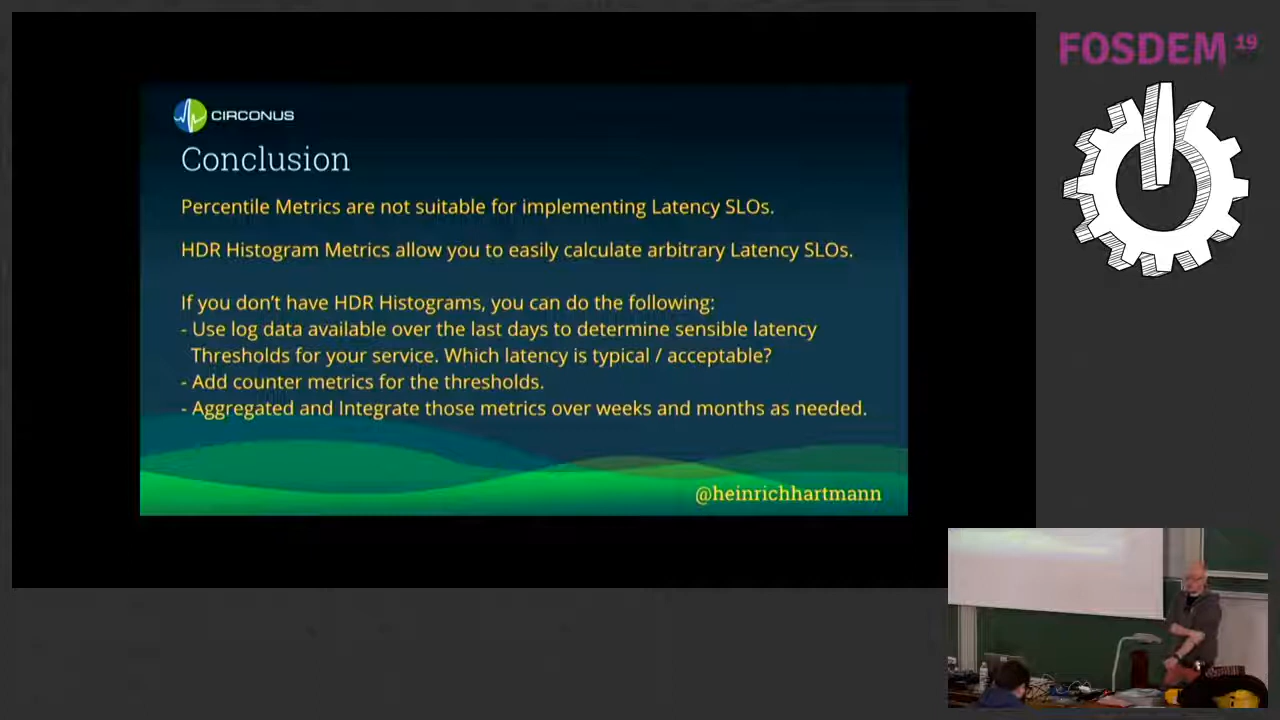 FOSDEM 19
CIRCONUS
Conclusion
Percentile Metrics are not suitable for implementing Latency SLOs.
HDR Histogram Metrics allow you to easily calculate arbitrary Latency SLOs.
If you don't have HDR Histograms, you can do the following:
- Use log data available over the last days to determine sensible latency
Thresholds for your service. Which latency is typical / acceptable?
- Add counter metrics for the thresholds.
- Aggregated and Integrate those metrics over weeks and months as needed.
@heinrichhartmann